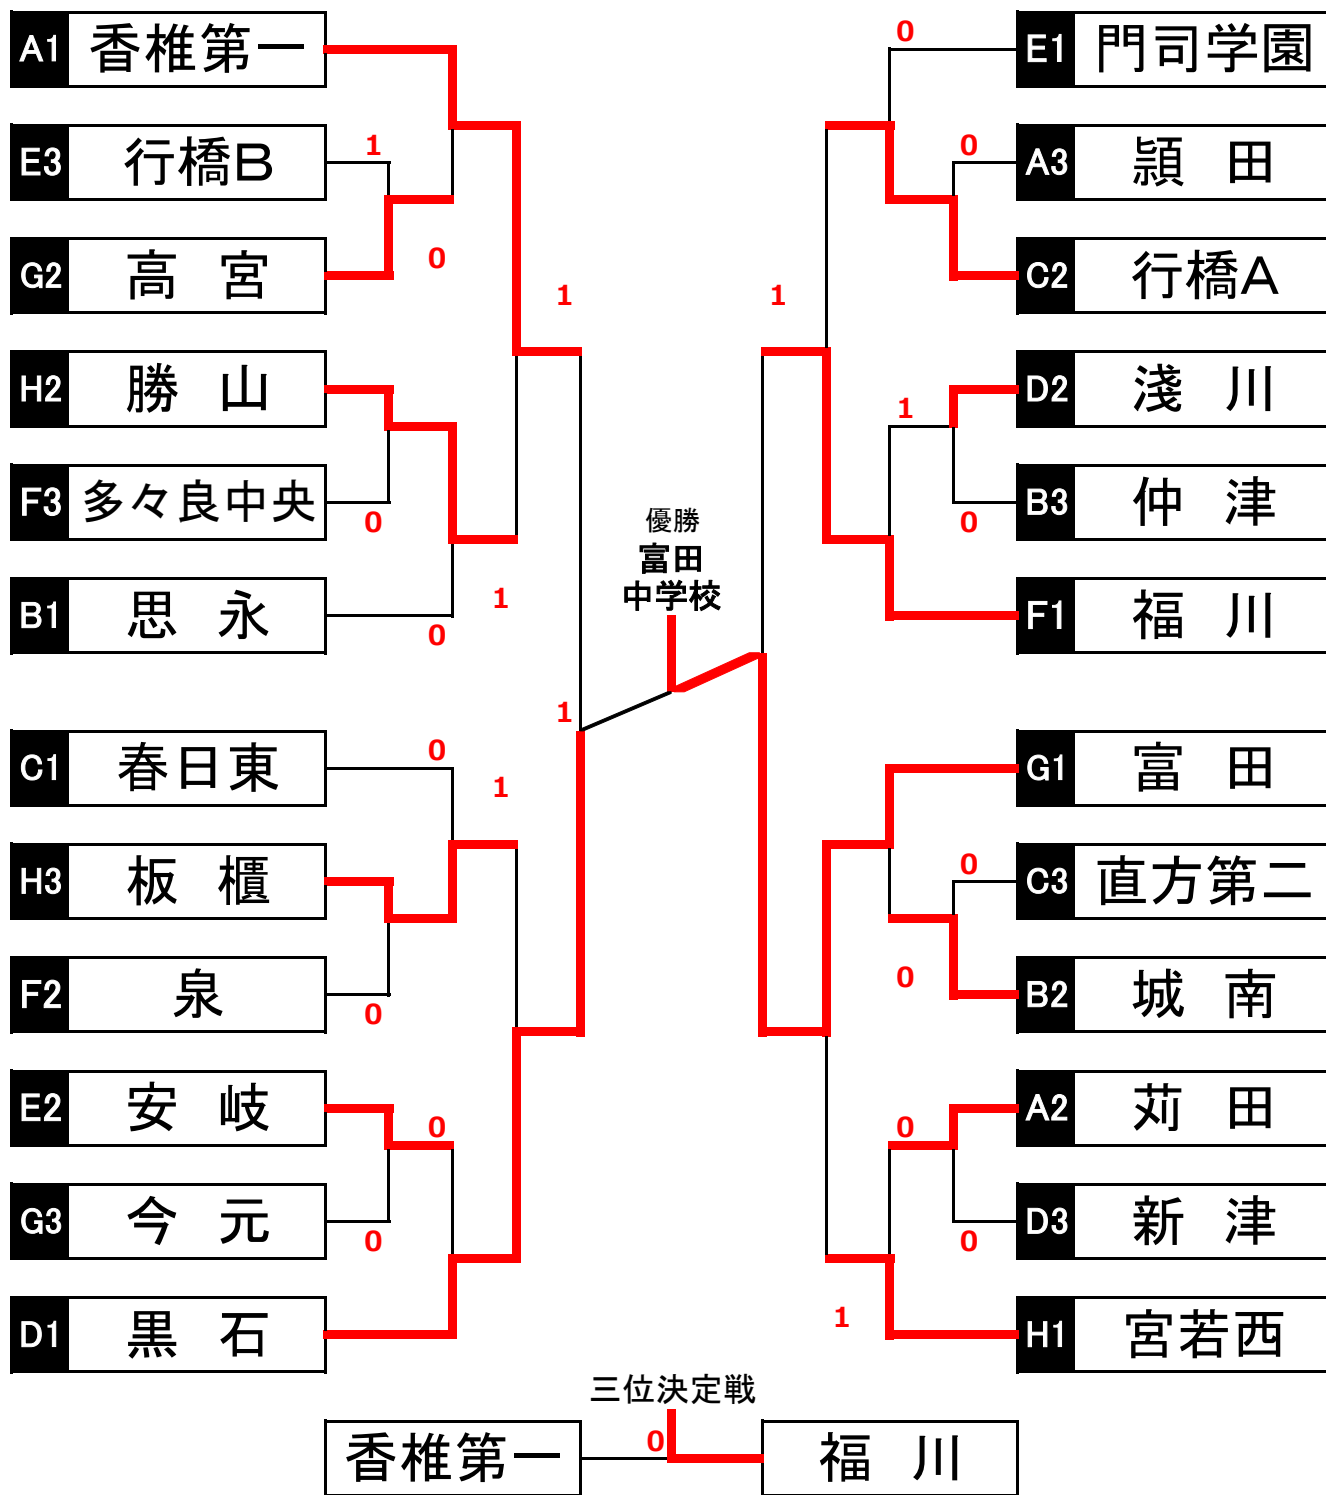 A1 香椎第一
E3 行橋B
1
G2 高 宮
0
1
H2 勝 山
F3 多々良中央
0
B1 思 永
1
0
C1 春日東
0
1
H3 板 櫃
F2 泉
0
E2 安 岐
0
G3 今 元
0
D1 黒 石
1
優勝
富田
中学校
0
E1 門司学園
0
A3 頴 田
C2 行橋A
1
D2 淺 川
1
B3 仲 津
0
F1 福 川
G1 富 田
0
C3 直方第二
B2 城 南
0
A2 苅 田
0
D3 新 津
0
H1 宮若西
1
三位決定戦
香椎第一
0
福 川